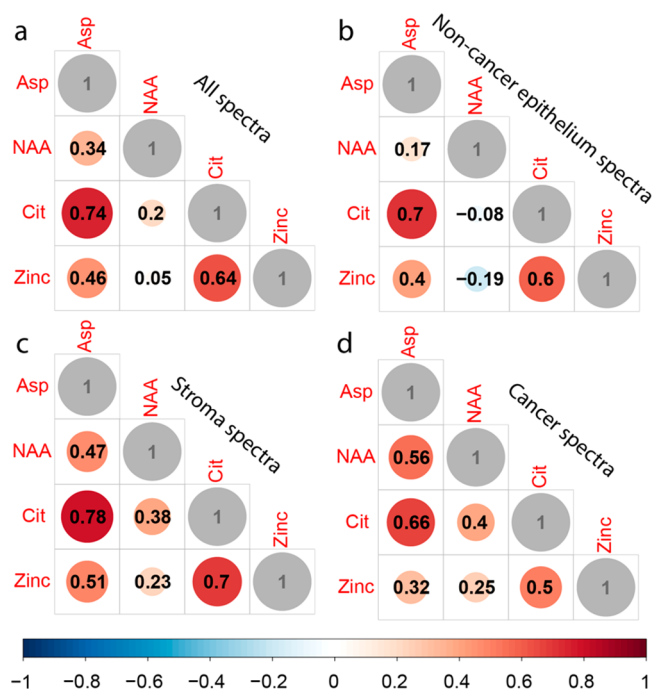 a
All spectra
Asp
NAA
Cit
Zinc
Asp 1
NAA 0.34 1
Cit 0.74 0.2 1
Zinc 0.46 0.05 0.64 1
b
Non-cancer epithelium spectra
Asp
NAA
Cit
Zinc
Asp 1
NAA 0.17 1
Cit 0.7 −0.08 1
Zinc 0.4 −0.19 0.6 1
c
Stroma spectra
Asp
NAA
Cit
Zinc
Asp 1
NAA 0.47 1
Cit 0.78 0.38 1
Zinc 0.51 0.23 0.7 1
d
Cancer spectra
Asp
NAA
Cit
Zinc
Asp 1
NAA 0.56 1
Cit 0.66 0.4 1
Zinc 0.32 0.25 0.5 1
−1 −0.8 −0.6 −0.4 −0.2 0 0.2 0.4 0.6 0.8 1